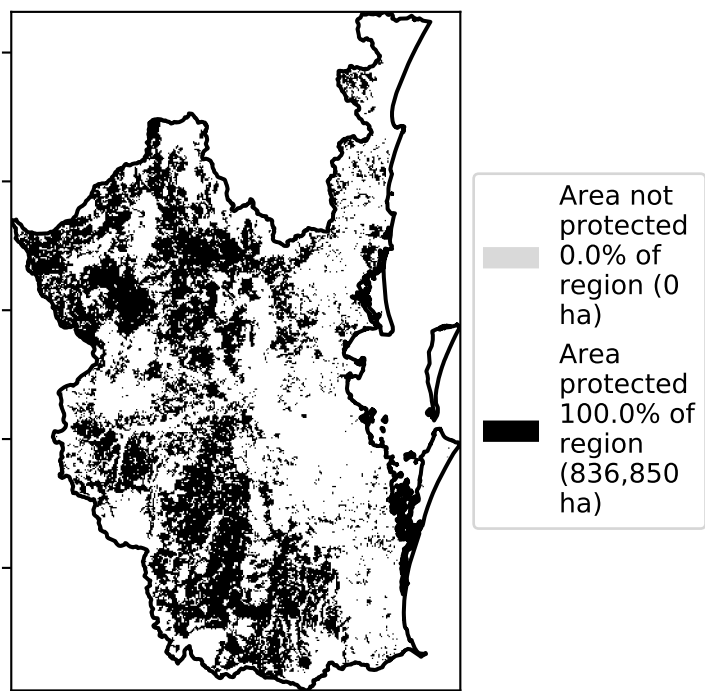 Area not
protected
0.0% of
region (0
ha)
Area
protected
100.0% of
region
(836,850
ha)